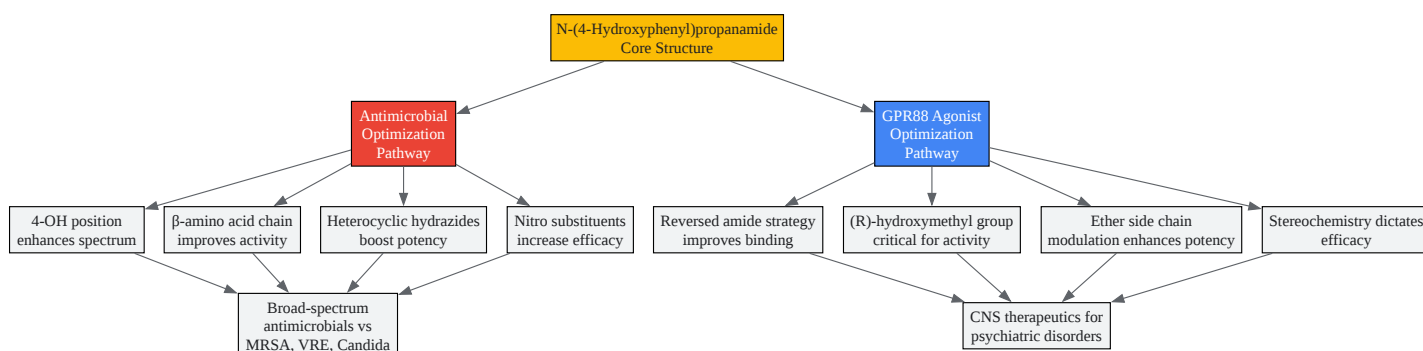 N-(4-Hydroxyphenyl)propanamide
Core Structure
Antimicrobial
Optimization
Pathway
GPR88 Agonist
Optimization
Pathway
4-OH position
enhances spectrum
β-amino acid chain
improves activity
Heterocyclic hydrazides
boost potency
Nitro substituents
increase efficacy
Reversed amide strategy
improves binding
(R)-hydroxymethyl group
critical for activity
Ether side chain
modulation enhances potency
Stereochemistry dictates
efficacy
Broad-spectrum
antimicrobials vs
MRSA, VRE, Candida
CNS therapeutics for
psychiatric disorders